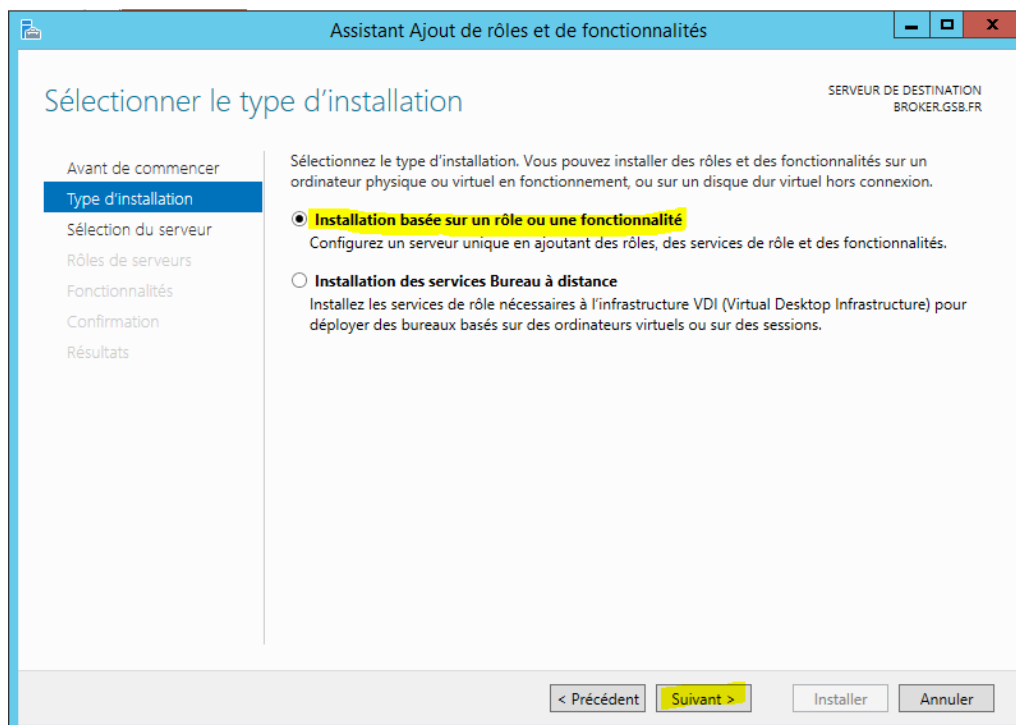 Assistant Ajout de rôles et de fonctionnalités
Sélectionner le type d’installation
SERVEUR DE DESTINATION
BROKER.GSB.FR
Avant de commencer
Type d'installation
Sélection du serveur
Rôles de serveurs
Fonctionnalités
Confirmation
Résultats
Sélectionnez le type d'installation. Vous pouvez installer des rôles et des fonctionnalités sur un
ordinateur physique ou virtuel en fonctionnement, ou sur un disque dur virtuel hors connexion.
Installation basée sur un rôle ou une fonctionnalité
Configurez un serveur unique en ajoutant des rôles, des services de rôle et des fonctionnalités.
Installation des services Bureau à distance
Installez les services de rôle nécessaires à l'infrastructure VDI (Virtual Desktop Infrastructure) pour
déployer des bureaux basés sur des ordinateurs virtuels ou sur des sessions.
< Précédent
Suivant >
Installer
Annuler